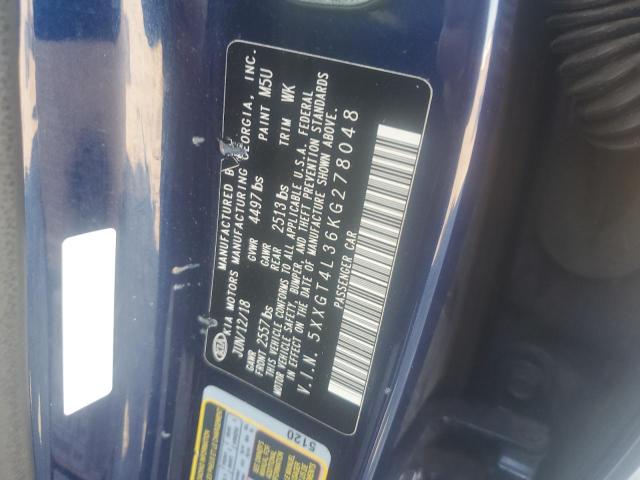 KIA
MANUFACTURED B
KIA MOTORS MANUFACTURING GEORGIA, INC.
JUN/12/18 GVWR 4497lbs PAINT M5U
GAWR GAWR
FRONT 2557lbs REAR 2513lbs TRIM WK
THIS VEHICLE CONFORMS TO ALL APPLICABLE U.S.A. FEDERAL
MOTOR VEHICLE SAFETY, BUMPER, AND THEFT PREVENTION STANDARDS
IN EFFECT ON THE DATE OF MANUFACTURE SHOWN ABOVE.
V.I.N. 5XXGT4L36KG278048
PASSENGER CAR
5120